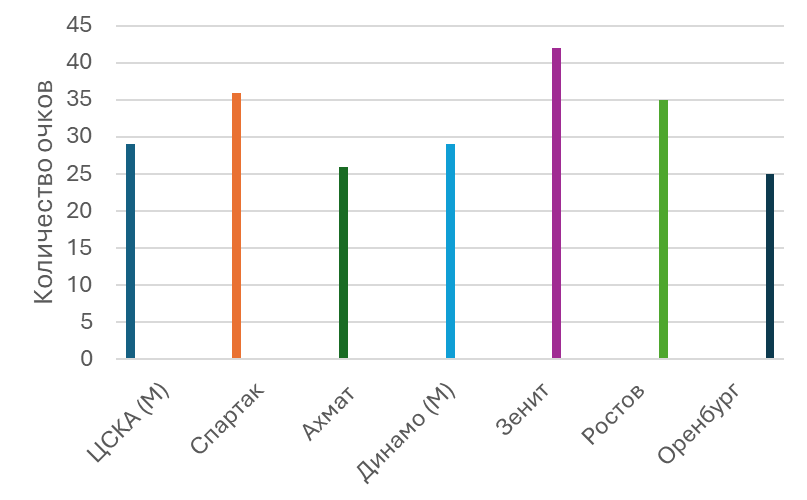 Количество очков
45
40
35
30
25
20
15
10
5
0
ЦСКА (М)
Спартак
Ахмат
Динамо (М)
Зенит
Ростов
Оренбург